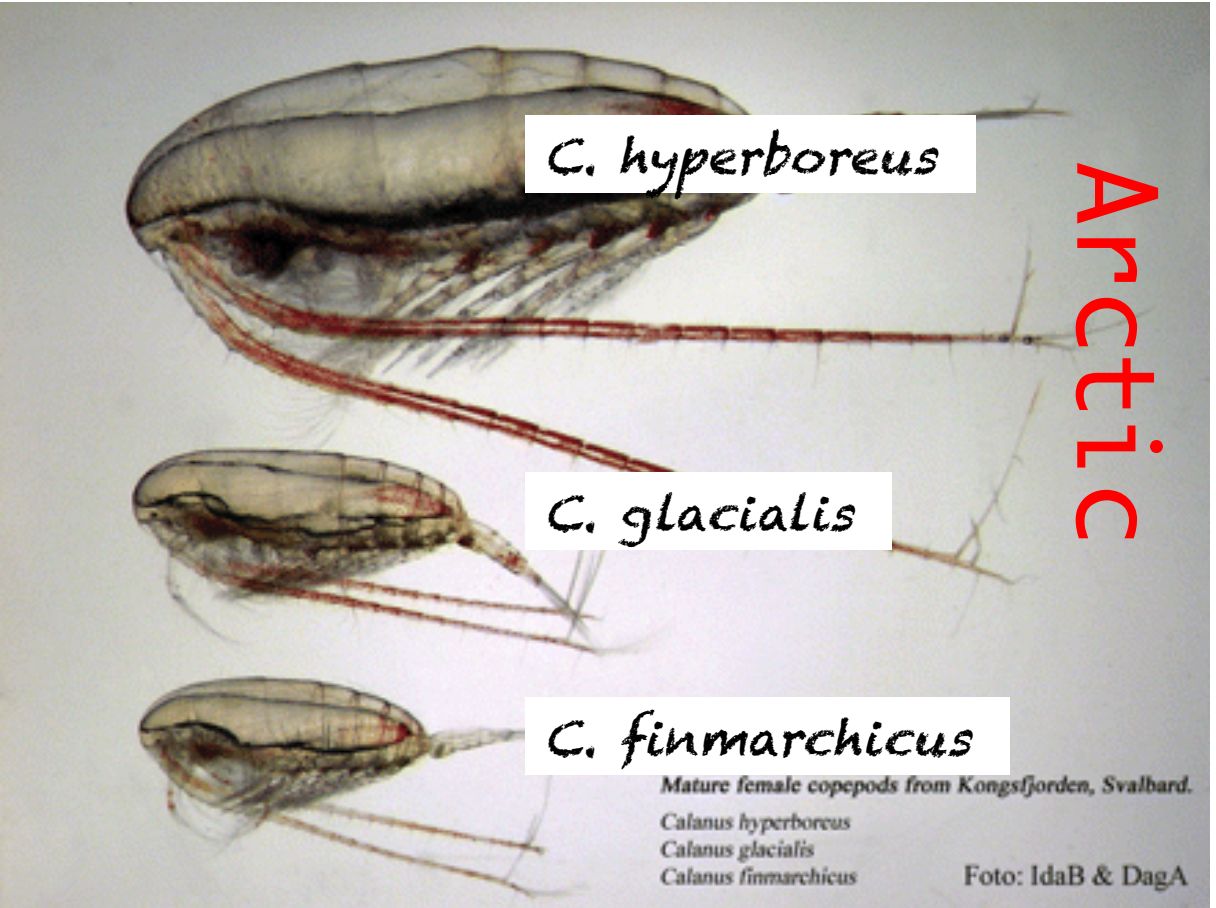 C. hyperboreus
Arctic
C. glacialis
C. finmarchicus
Mature female copepods from Kongsfjorden, Svalbard.
Calanus hyperboreus
Calanus glacialis
Calanus finmarchicus
Foto: IdaB & DagA